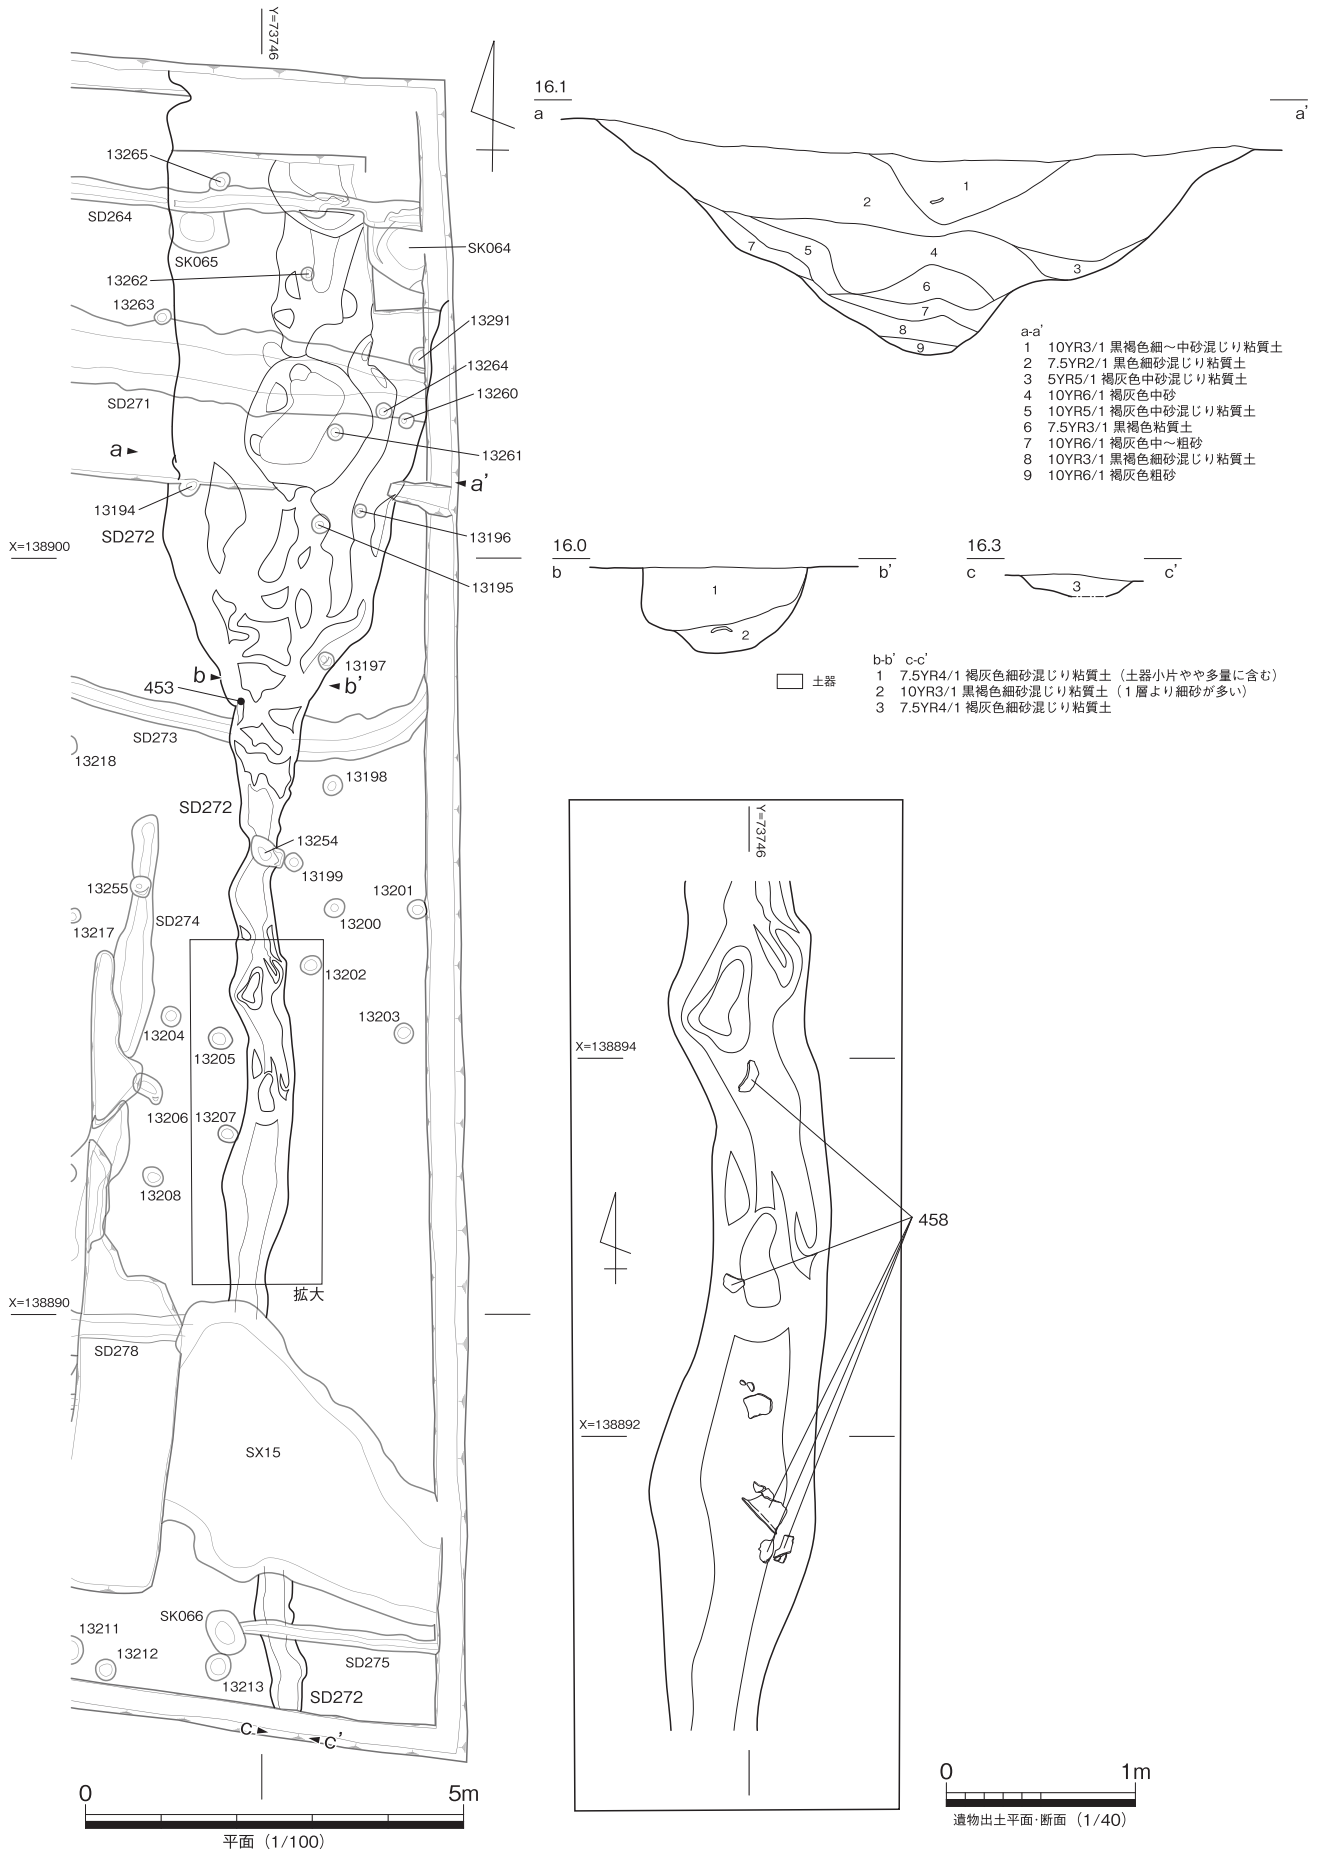 Y=73746
13265
SD264
SK065
SK064
13262
13263
13291
13264
13260
SD271
a
13261
a'
13194
SD272
13196
X=138900
13195
b
13197
b'
453
SD273
13218
13198
SD272
13254
13199
13255
13201
SD274
13200
13217
13202
13203
13204
13205
13206
13207
13208
拡大
X=138890
SD278
SX15
SK066
13211
13212
SD275
13213
SD272
c
c'
0
5m
平面（1/100）
16.1
a
a'
1
2
4
5
7
3
6
7
8
9
a-a'
1 10YR3/1 黒褐色細～中砂混じり粘質土
2 7.5YR2/1 黒色細砂混じり粘質土
3 5YR5/1 褐灰色中砂混じり粘質土
4 10YR6/1 褐灰色中砂
5 10YR5/1 褐灰色中砂混じり粘質土
6 7.5YR3/1 黒褐色粘質土
7 10YR6/1 褐灰色中～粗砂
8 10YR3/1 黒褐色細砂混じり粘質土
9 10YR6/1 褐灰色粗砂
16.0
b
b'
1
2
16.3
c
c'
3
土器
b-b' c-c'
1 7.5YR4/1 褐灰色細砂混じり粘質土（土器小片やや多量に含む）
2 10YR3/1 黒褐色細砂混じり粘質土（１層より細砂が多い）
3 7.5YR4/1 褐灰色細砂混じり粘質土
Y=73746
X=138894
458
X=138892
0
1m
遺物出土平面・断面（1/40）